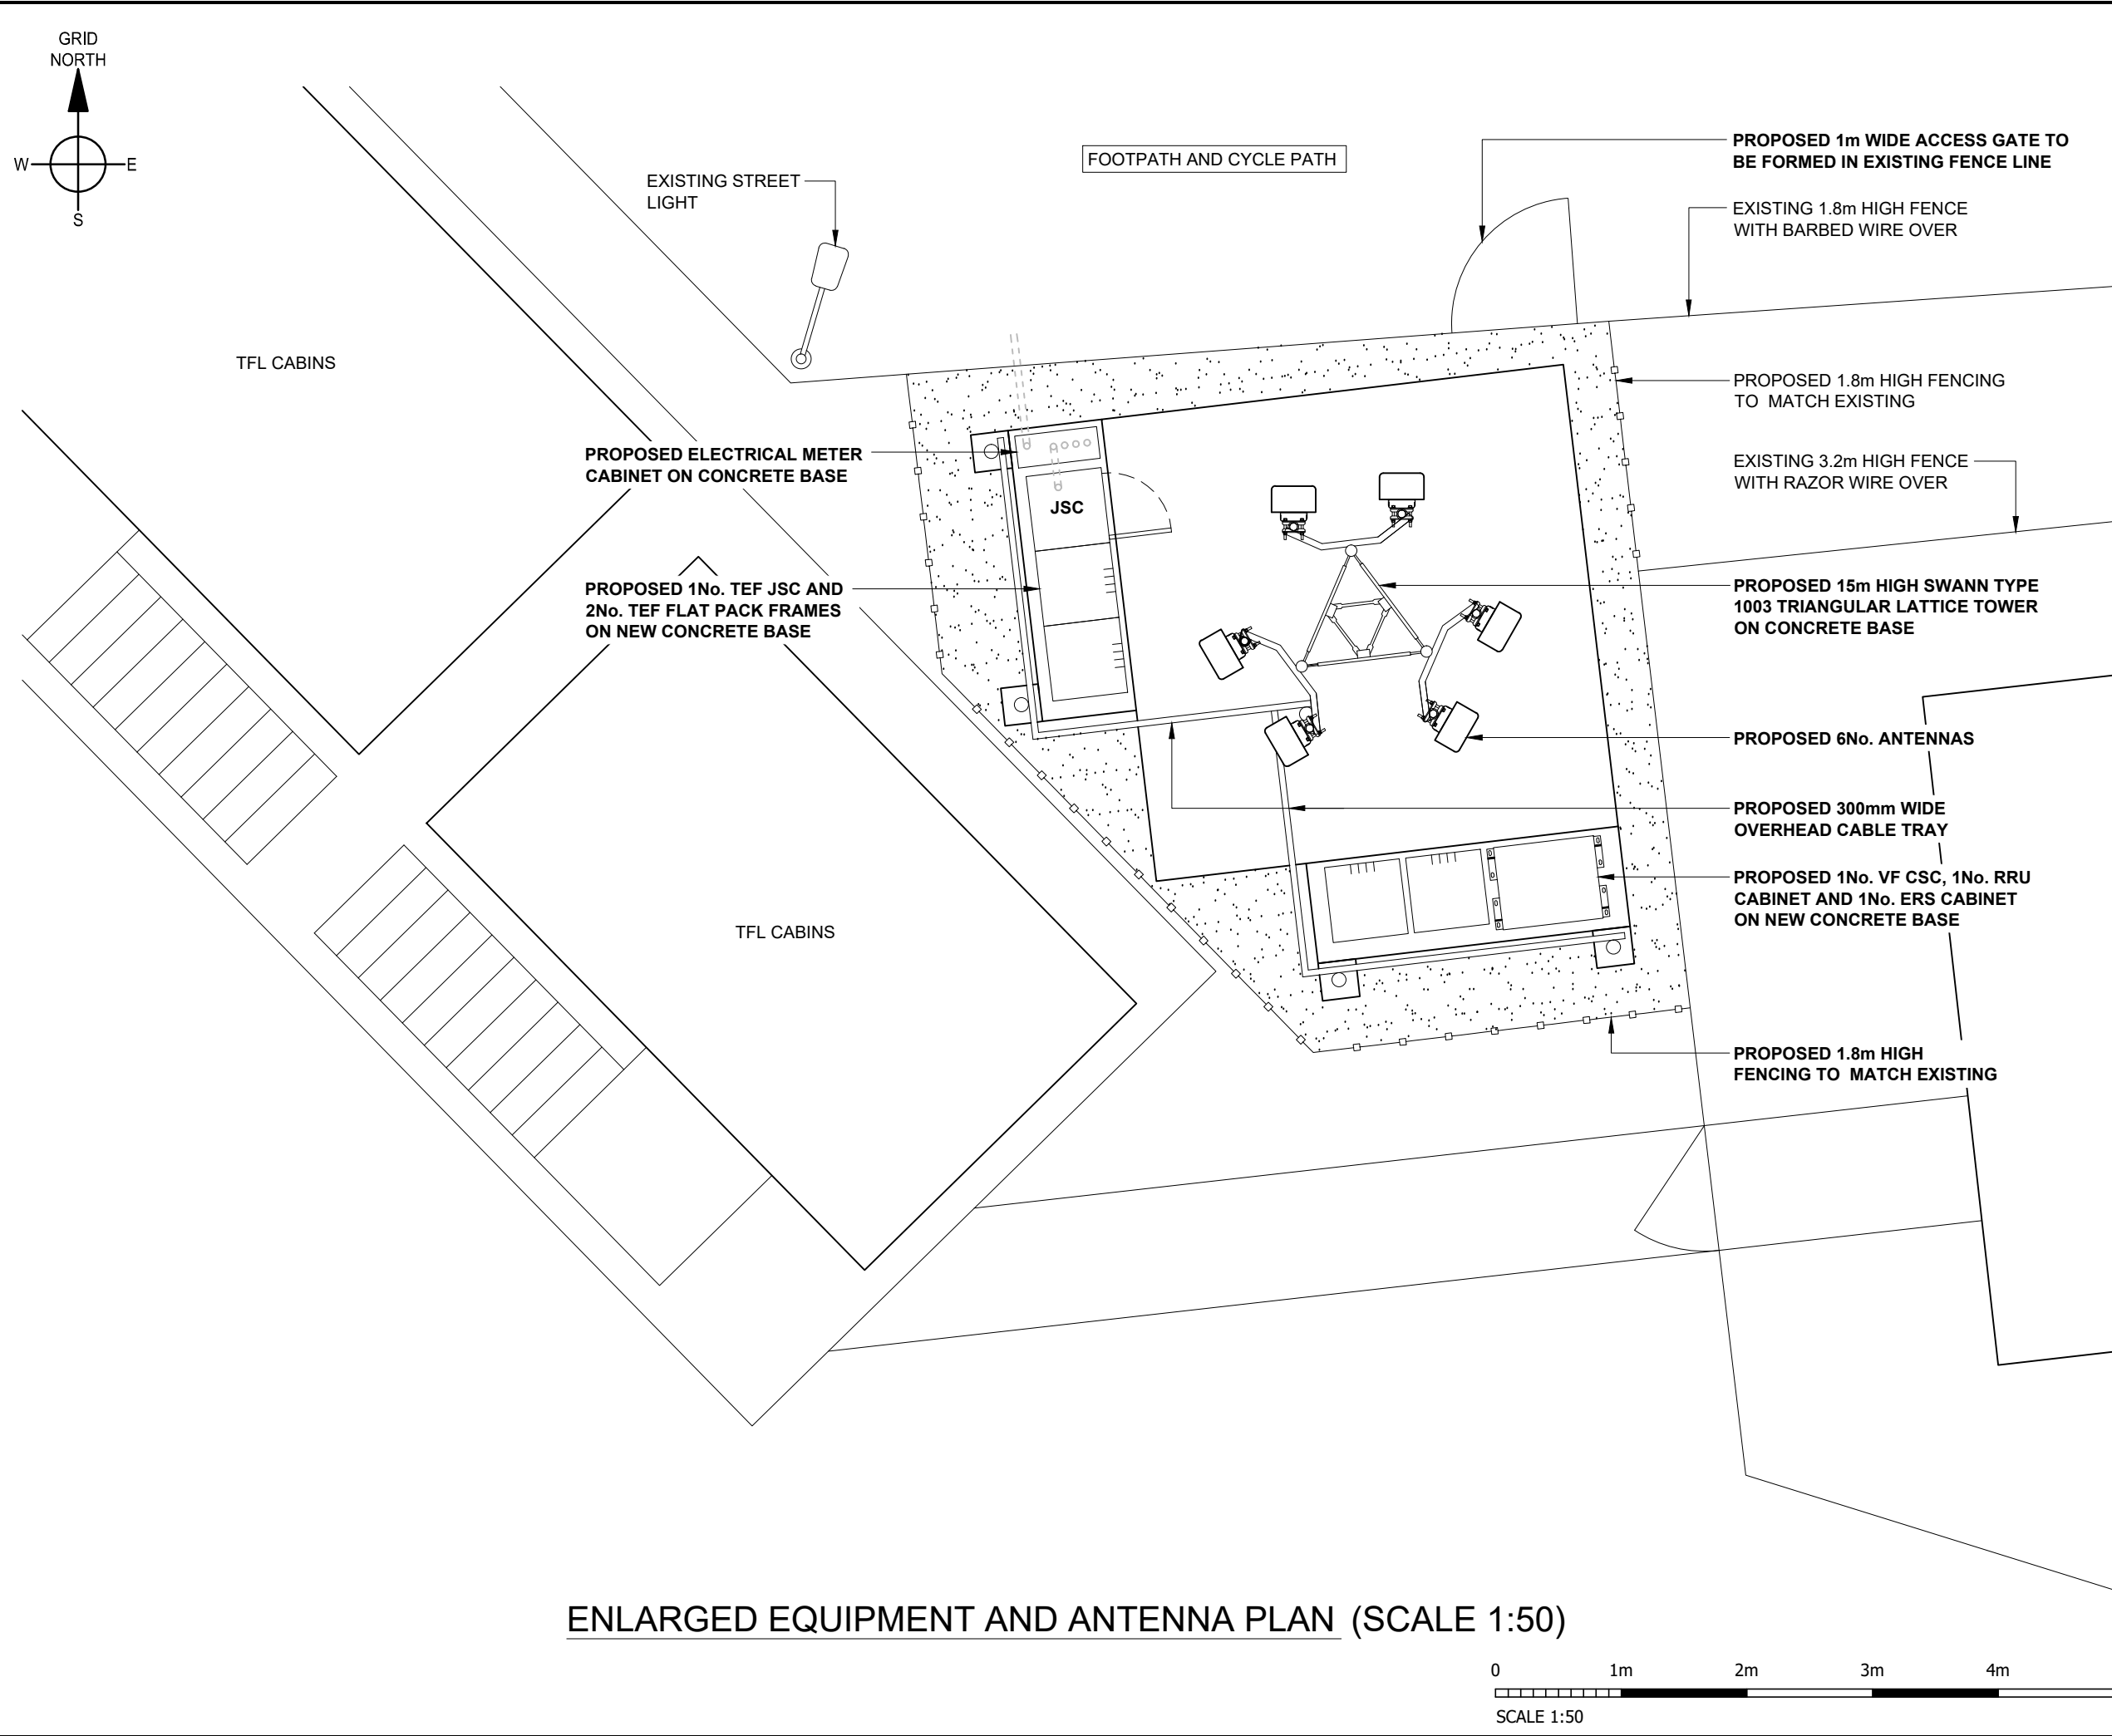 GRID
NORTH
W
E
S
FOOTPATH AND CYCLE PATH
EXISTING STREET
LIGHT
PROPOSED 1m WIDE ACCESS GATE TO
BE FORMED IN EXISTING FENCE LINE
EXISTING 1.8m HIGH FENCE
WITH BARBED WIRE OVER
TFL CABINS
PROPOSED 1.8m HIGH FENCING
TO MATCH EXISTING
PROPOSED ELECTRICAL METER
CABINET ON CONCRETE BASE
EXISTING 3.2m HIGH FENCE
WITH RAZOR WIRE OVER
JSC
PROPOSED 1No. TEF JSC AND
2No. TEF FLAT PACK FRAMES
ON NEW CONCRETE BASE
PROPOSED 15m HIGH SWANN TYPE
1003 TRIANGULAR LATTICE TOWER
ON CONCRETE BASE
PROPOSED 6No. ANTENNAS
PROPOSED 300mm WIDE
OVERHEAD CABLE TRAY
PROPOSED 1No. VF CSC, 1No. RRU
CABINET AND 1No. ERS CABINET
ON NEW CONCRETE BASE
TFL CABINS
PROPOSED 1.8m HIGH
FENCING TO MATCH EXISTING
ENLARGED EQUIPMENT AND ANTENNA PLAN (SCALE 1:50)
0 1m 2m 3m 4m
SCALE 1:50